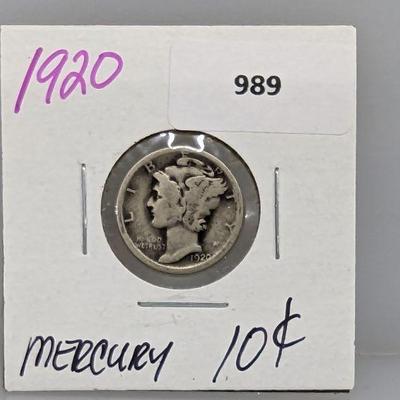 1920
989
LIBERTY
IN GOD
WE TRUST
1920
MERCURY 10¢